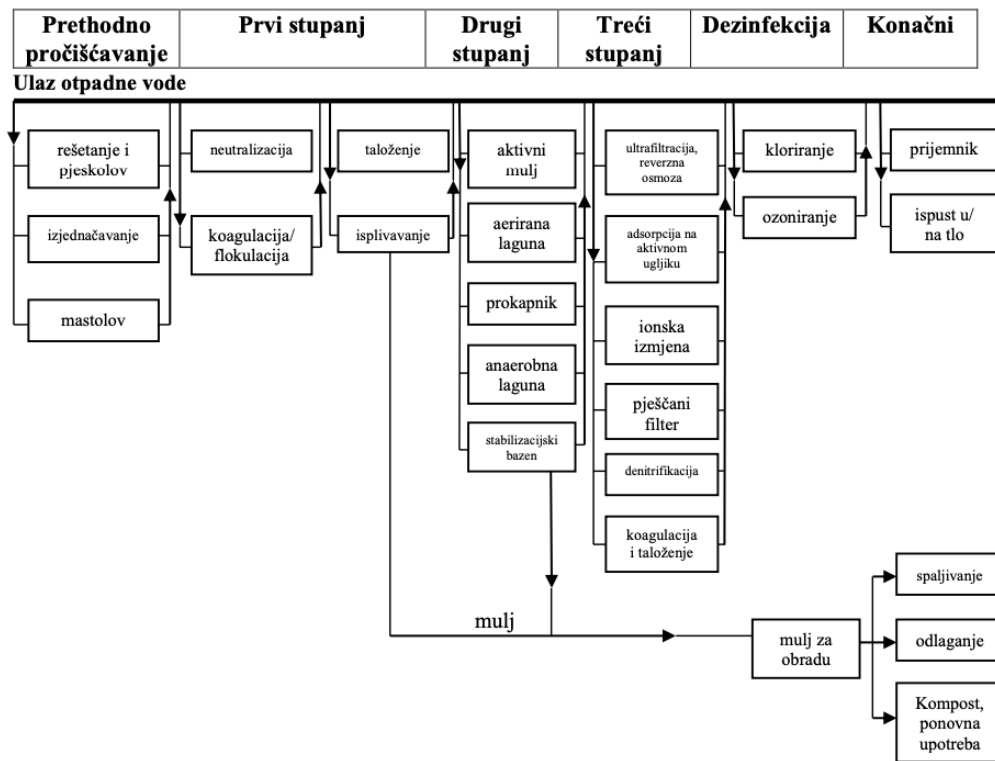 Prethodno
pročišćavanje
Prvi stupanj
Drugi
stupanj
Treći
stupanj
Dezinfekcija
Konačni
Ulaz otpadne vode
rešetanje i
pjeskolov
izjednačavanje
mastolov
neutralizacija
koagulacija/
flokulacija
taloženje
isplivavanje
aktivni
mulj
aerirana
laguna
prokapnik
anaerobna
laguna
stabilizacijski
bazen
ultrafiltracija,
reverzna
osmoza
adsorpcija na
aktivnom
ugljiku
ionska
izmjena
pješčani
filter
denitrifikacija
koagulacija
i taloženje
kloriranje
ozoniranje
prijemnik
ispust u/
na tlo
mulj
mulj za
obradu
spaljivanje
odlaganje
Kompost,
ponovna
upotreba